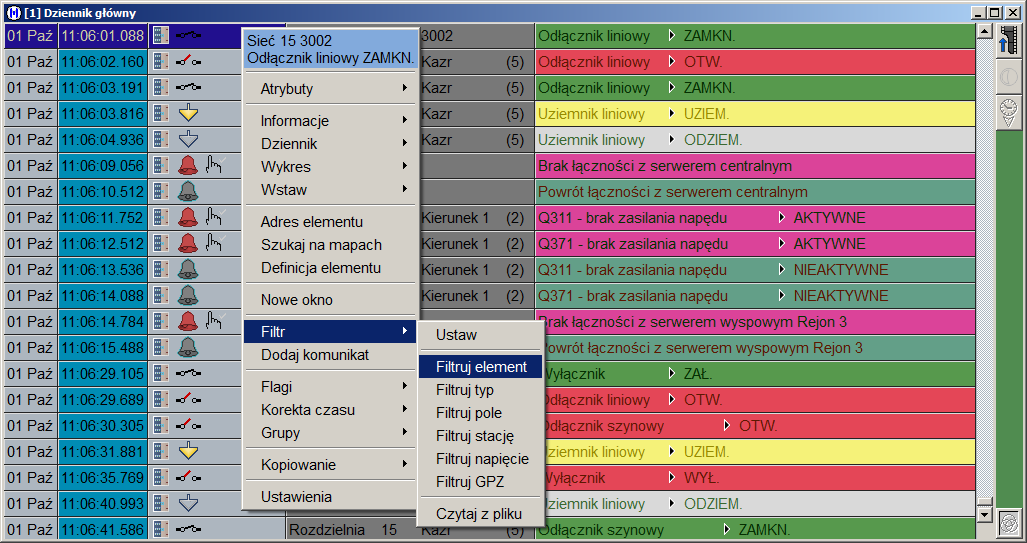 [1] Dziennik główny
01 Paź 11:06:01.088 3002 Odłącznik liniowy ZAMKN.
01 Paź 11:06:02.160 Kazr (5) Odłącznik liniowy OTW.
01 Paź 11:06:03.191 Kazr (5) Odłącznik liniowy ZAMKN.
01 Paź 11:06:03.816 Kazr (5) Uziemnik liniowy UZIEM.
01 Paź 11:06:04.936 Kazr (5) Uziemnik liniowy ODZIEM.
01 Paź 11:06:09.056 Brak łączności z serwerem centralnym
01 Paź 11:06:10.512 Powrót łączności z serwerem centralnym
01 Paź 11:06:11.752 Kierunek 1 (2) Q311 - brak zasilania napędu AKTYWNE
01 Paź 11:06:12.512 Kierunek 1 (2) Q371 - brak zasilania napędu AKTYWNE
01 Paź 11:06:13.536 Kierunek 1 (2) Q311 - brak zasilania napędu NIEAKTYWNE
01 Paź 11:06:14.088 Kierunek 1 (2) Q371 - brak zasilania napędu NIEAKTYWNE
01 Paź 11:06:14.784 Brak łączności z serwerem wyspowym Rejon 3
01 Paź 11:06:15.488 Powrót łączności z serwerem wyspowym Rejon 3
01 Paź 11:06:29.105 Wyłącznik ZAŁ.
01 Paź 11:06:29.689 Odłącznik liniowy OTW.
01 Paź 11:06:30.305 Odłącznik szynowy OTW.
01 Paź 11:06:31.881 Uziemnik liniowy UZIEM.
01 Paź 11:06:35.769 Wyłącznik WYŁ.
01 Paź 11:06:40.993 Uziemnik liniowy ODZIEM.
01 Paź 11:06:41.586 Rozdzielnia 15 Kazr (5) Odłącznik szynowy ZAMKN.
Sieć 15 3002
Odłącznik liniowy ZAMKN.
Atrybuty
Informacje
Dziennik
Wykres
Wstaw
Adres elementu
Szukaj na mapach
Definicja elementu
Nowe okno
Filtr
Dodaj komunikat
Flagi
Korekta czasu
Grupy
Kopiowanie
Ustawienia
Ustaw
Filtruj element
Filtruj typ
Filtruj pole
Filtruj stację
Filtruj napięcie
Filtruj GPZ
Czytaj z pliku